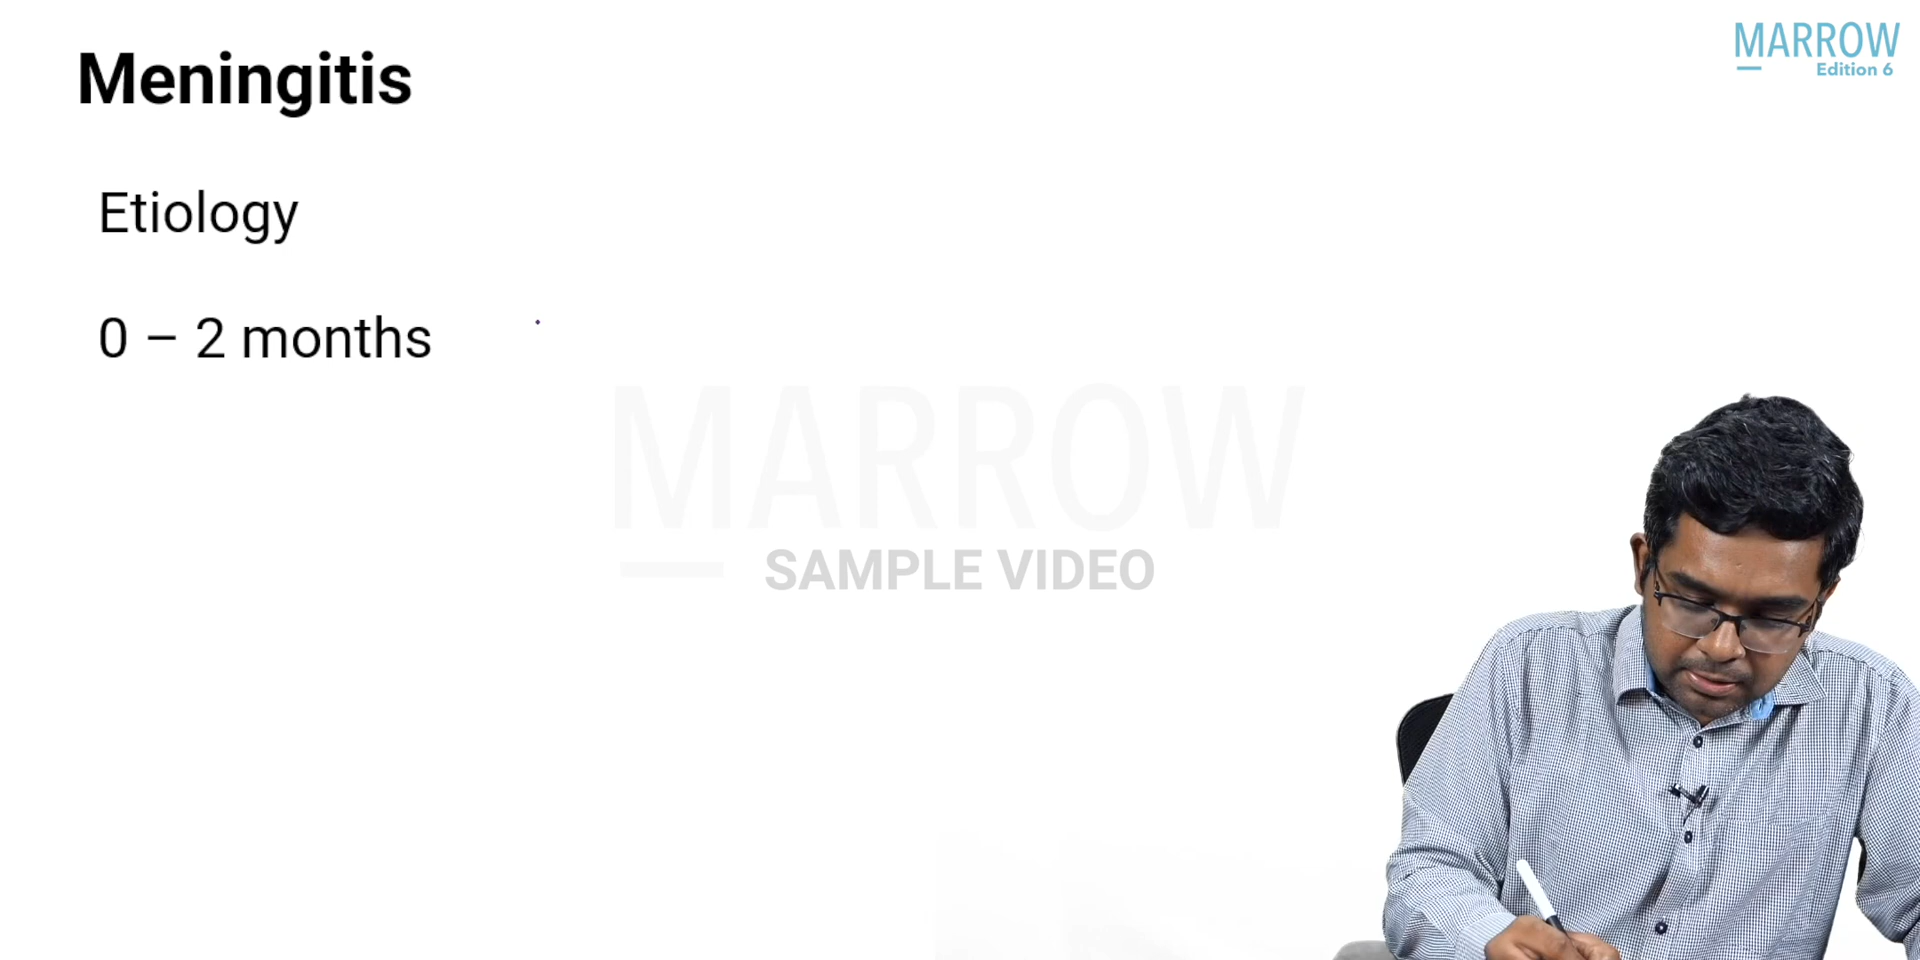 MARROW
Edition 6
Meningitis
Etiology
0 – 2 months
MARROW
SAMPLE VIDEO